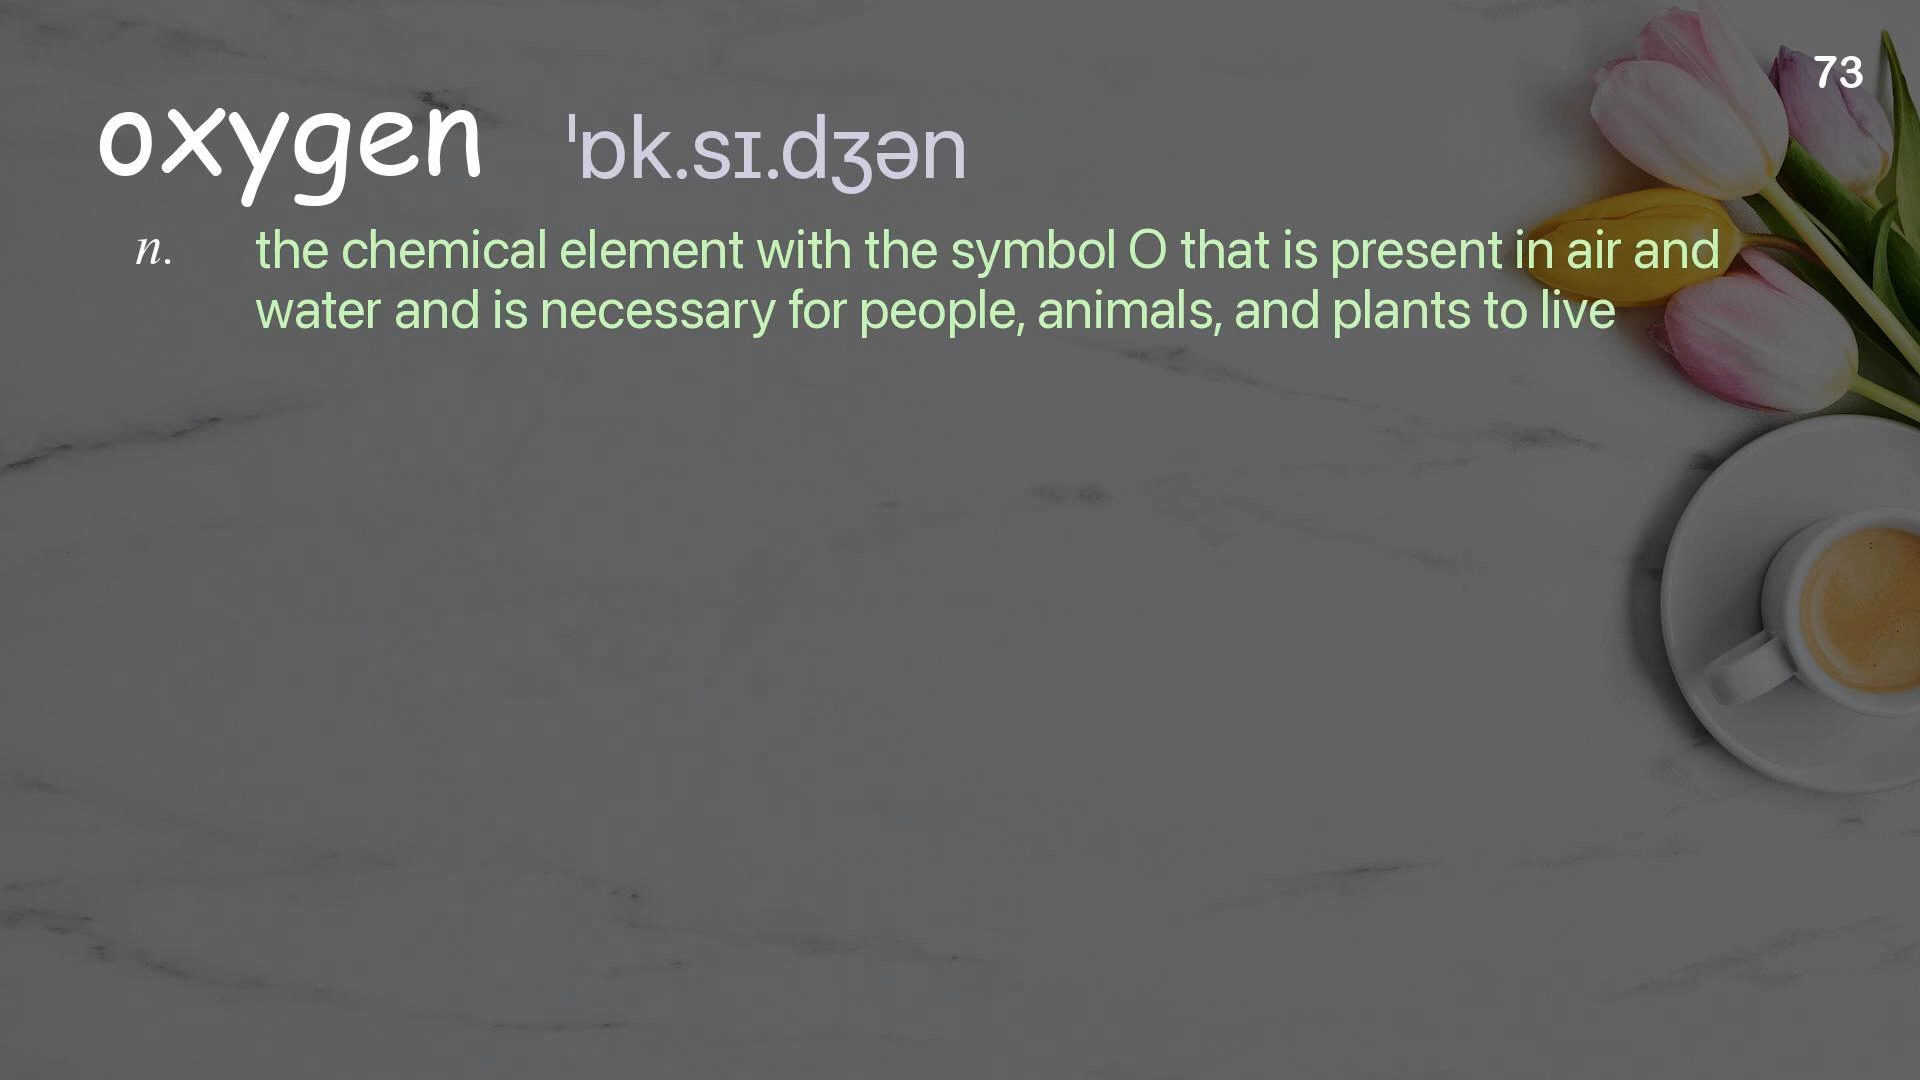 73
oxygen ˈɒk.sɪ.dʒən
n. the chemical element with the symbol O that is present in air and
water and is necessary for people, animals, and plants to live